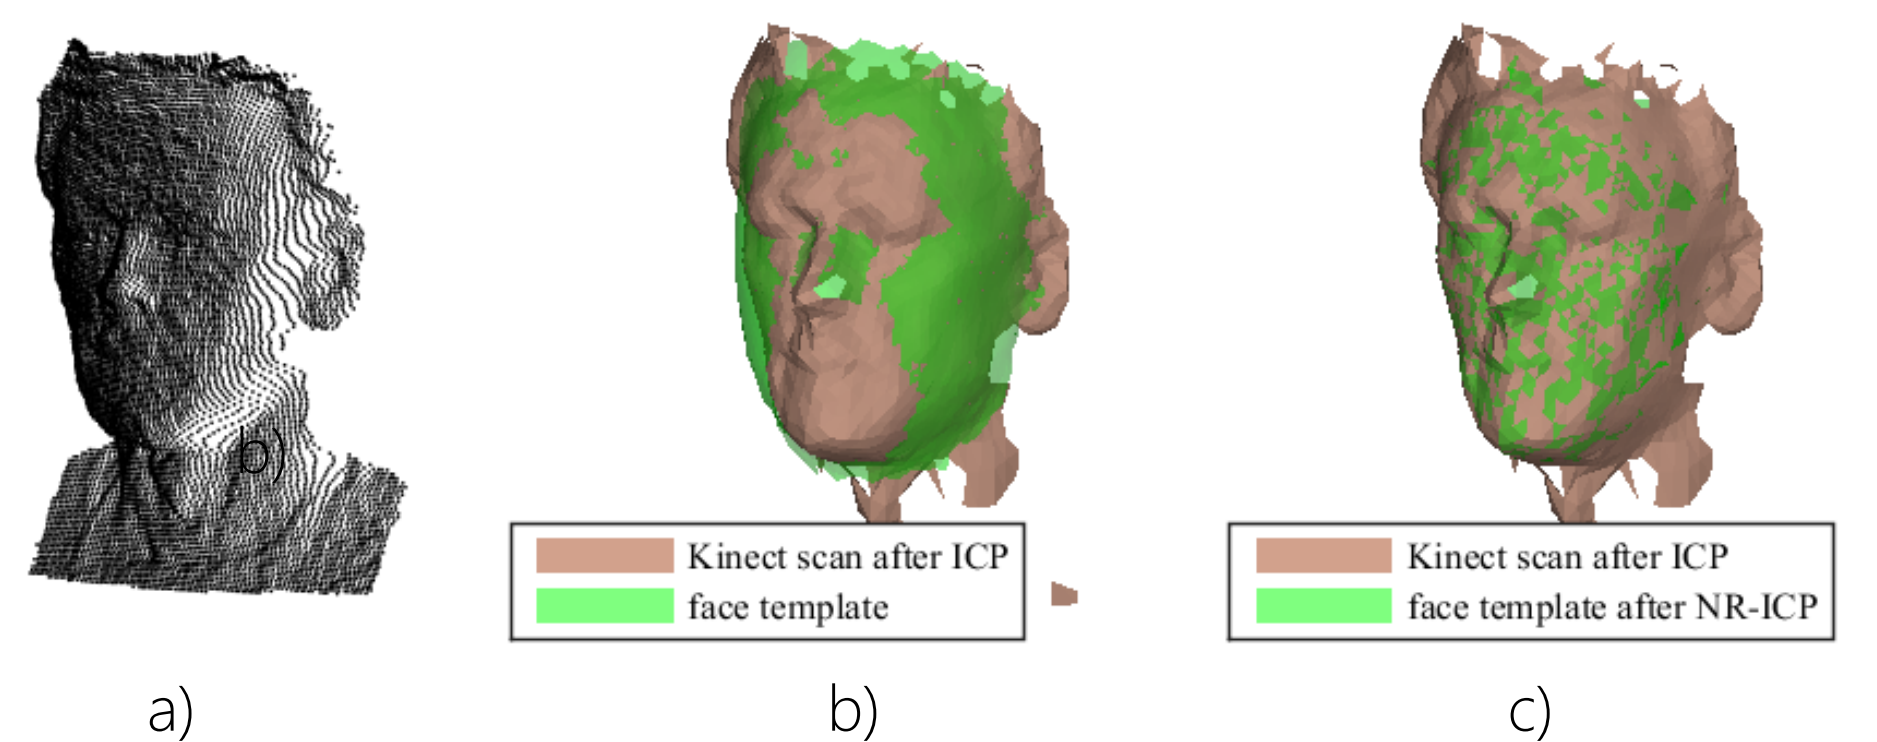 b)
Kinect scan after ICP
face template
Kinect scan after ICP
face template after NR-ICP
a)
b)
c)